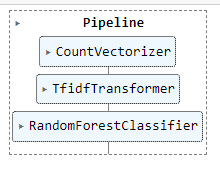 Pipeline
CountVectorizer
TfidfTransformer
RandomForestClassifier